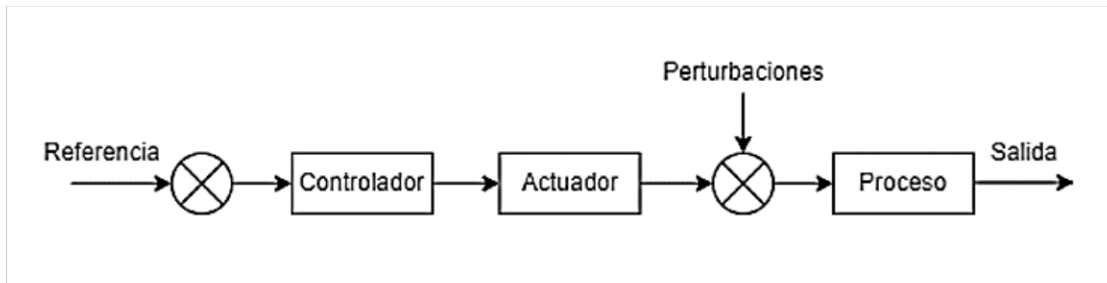 Perturbaciones
Referencia
Controlador
Actuador
Proceso
Salida